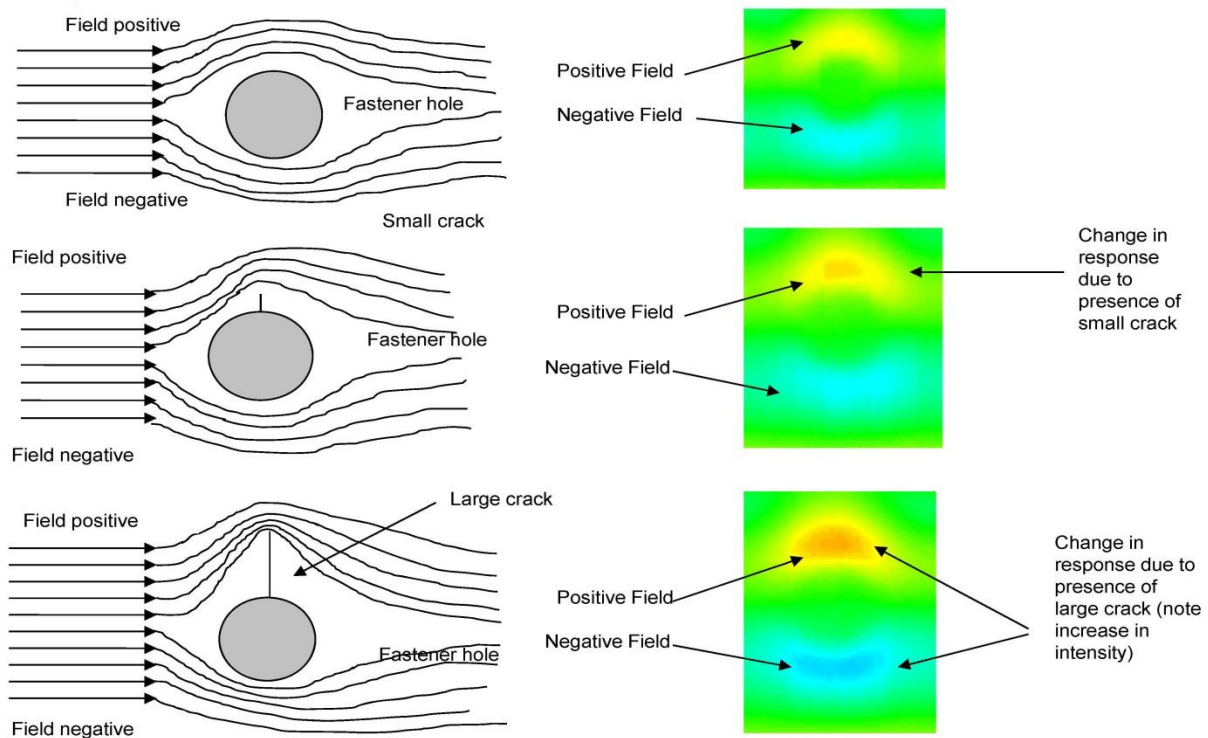 Field positive
Fastener hole
Field negative
Positive Field
Negative Field
Small crack
Field positive
Fastener hole
Field negative
Positive Field
Negative Field
Change in
response
due to
presence of
small crack
Large crack
Field positive
Fastener hole
Field negative
Positive Field
Negative Field
Change in
response due to
presence of
large crack (note
increase in
intensity)